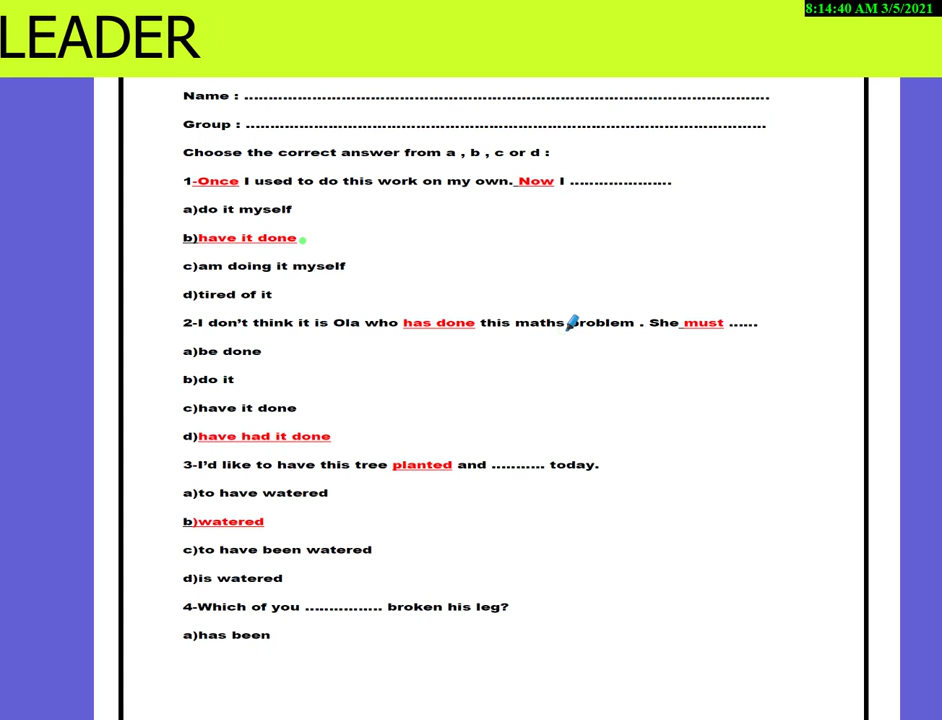 8:14:40 AM 3/5/2021
LEADER
Name : ................................................................................................................
Group : ...............................................................................................................
Choose the correct answer from a , b , c or d :
1-Once I used to do this work on my own. Now I .....................
a)do it myself
b)have it done
c)am doing it myself
d)tired of it
2-I don't think it is Ola who has done this maths problem . She must ......
a)be done
b)do it
c)have it done
d)have had it done
3-I'd like to have this tree planted and ........... today.
a)to have watered
b)watered
c)to have been watered
d)is watered
4-Which of you ................ broken his leg?
a)has been